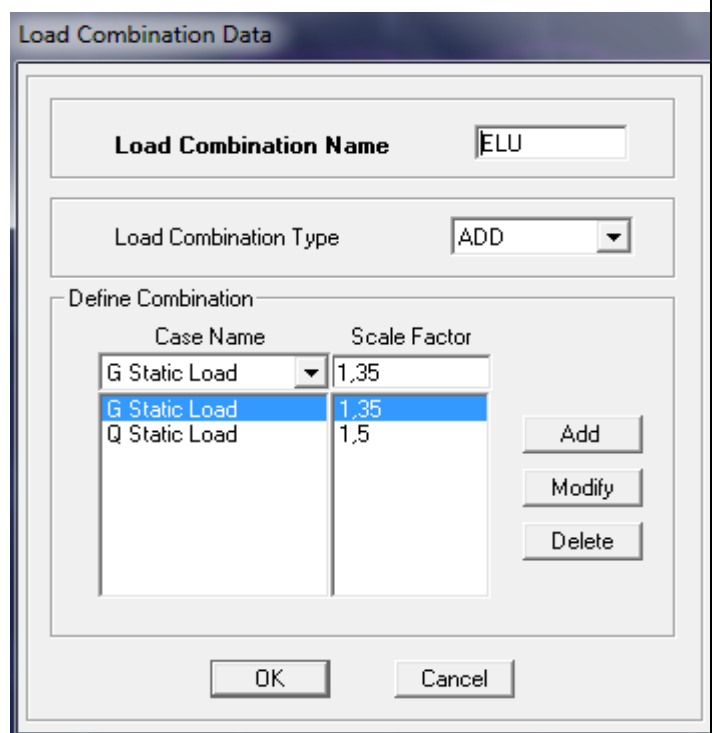 Load Combination Data
Load Combination Name ELU
Load Combination Type ADD
Define Combination
Case Name Scale Factor
G Static Load 1,35
G Static Load 1,35
Q Static Load 1,5
Add
Modify
Delete
OK Cancel